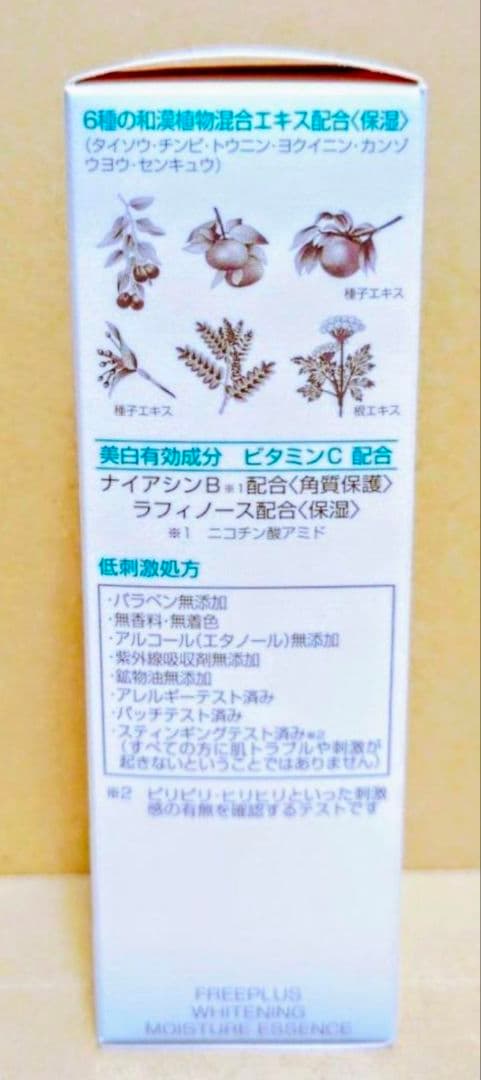 6種の和漢植物混合エキス配合〈保湿〉
(タイソウ・チンピ・トウニン・ヨクイニン・カンゾ
ウヨウ・センキュウ)
種子エキス
種子エキス
根エキス
美白有効成分 ビタミンC 配合
ナイアシンB※1配合〈角質保護〉
ラフィノース配合〈保湿〉
※1 ニコチン酸アミド
低刺激処方
・パラベン無添加
・無香料・無着色
・アルコール(エタノール)無添加
・紫外線吸収剤無添加
・鉱物油無添加
・アレルギーテスト済み
・パッチテスト済み
・スティンギングテスト済み※2
(すべての方に肌トラブルや刺激が
起きないということではありません)
※2 ピリピリ・ヒリヒリといった刺激
感の有無を確認するテストです
FREEPLUS
WHITENING
MOISTURE ESSENCE